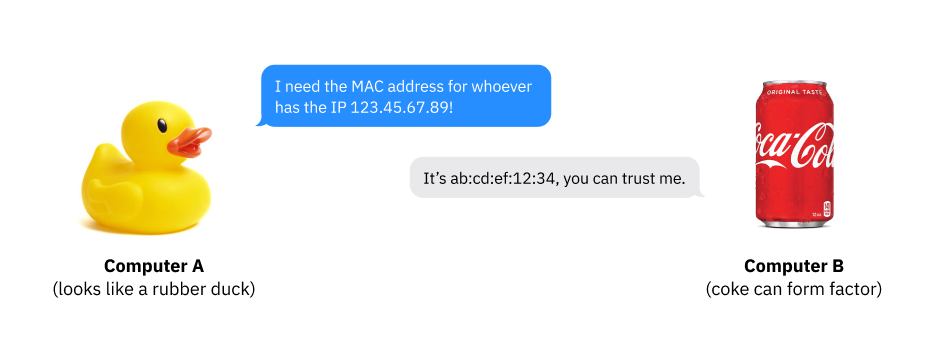 I need the MAC address for whoever
has the IP 123.45.67.89!
ORIGINAL TASTE
Coca-Cola
It’s ab:cd:ef:12:34, you can trust me.
Computer A
(looks like a rubber duck)
Computer B
(coke can form factor)